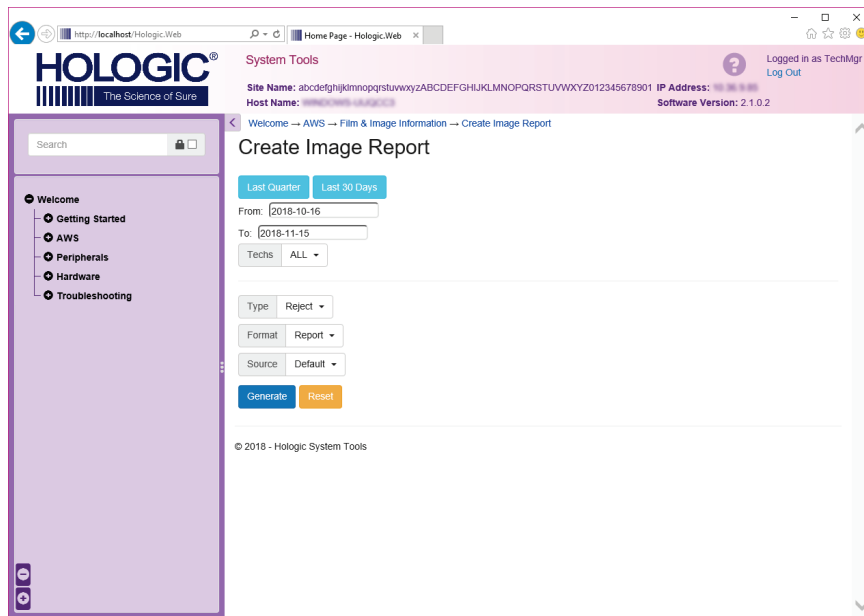 http://localhost/Hologic.Web
Home Page - Hologic.Web
HOLOGIC®
The Science of Sure
System Tools
Logged in as TechMgr
Log Out
Site Name: abcdefghijklmnopqrstuvwxyzABCDEFGHIJKLMNOPQRSTUVWXYZ012345678901 IP Address:
Host Name:
Software Version: 2.1.0.2
Search
Welcome
Getting Started
AWS
Peripherals
Hardware
Troubleshooting
Welcome → AWS → Film & Image Information → Create Image Report
Create Image Report
Last Quarter Last 30 Days
From: 2018-10-16
To: 2018-11-15
Techs ALL
Type Reject
Format Report
Source Default
Generate Reset
© 2018 - Hologic System Tools